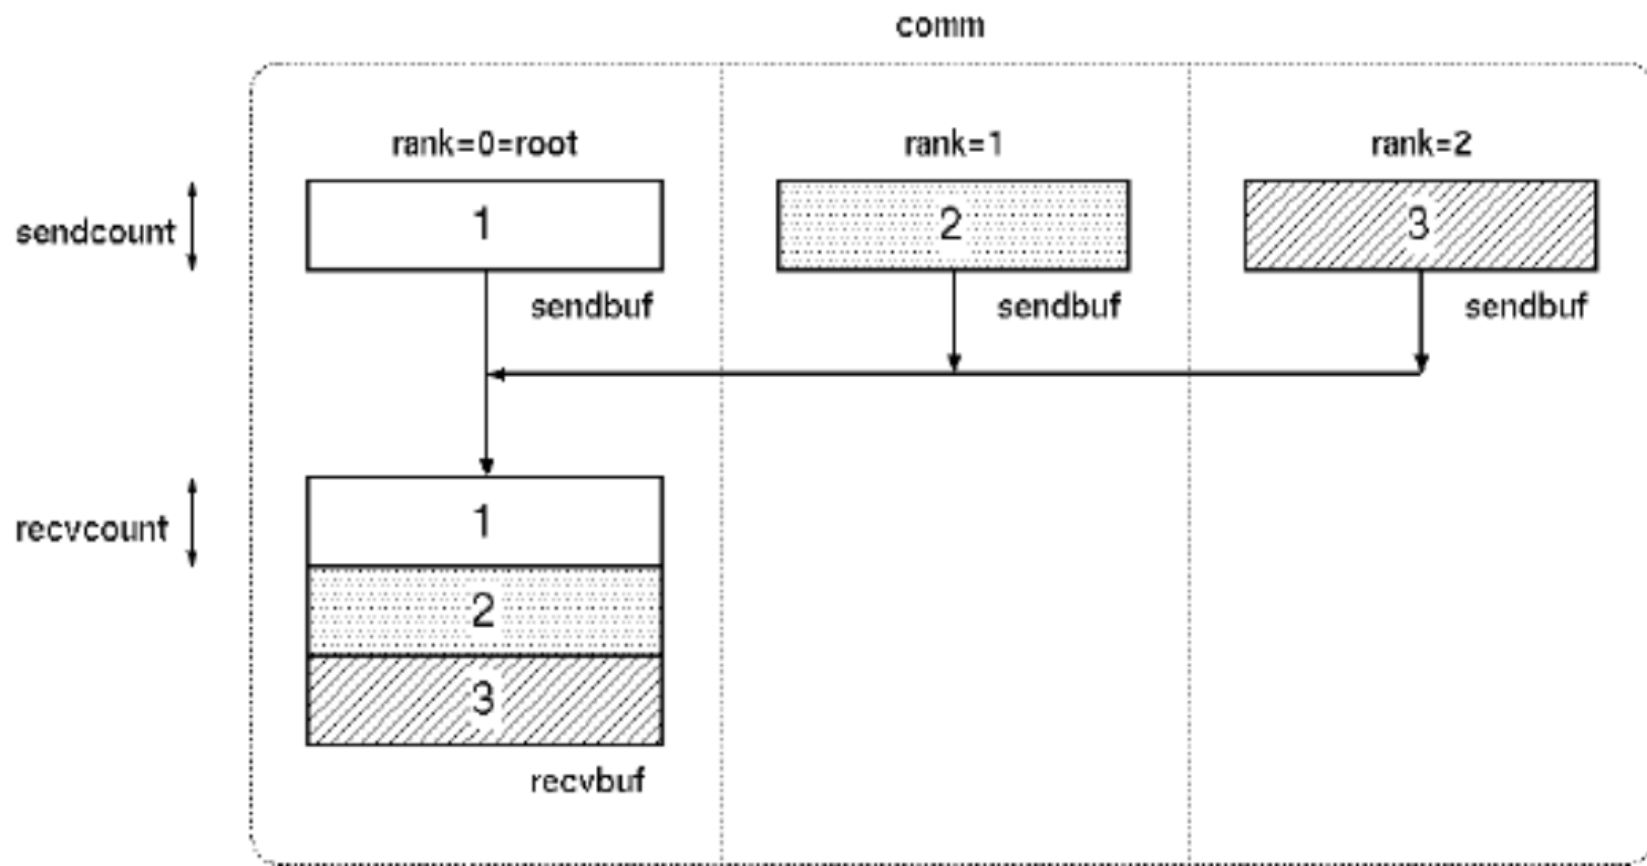 comm
rank=0=root
rank=1
rank=2
sendcount
1
2
3
sendbuf
sendbuf
sendbuf
recvcount
1
2
3
recvbuf